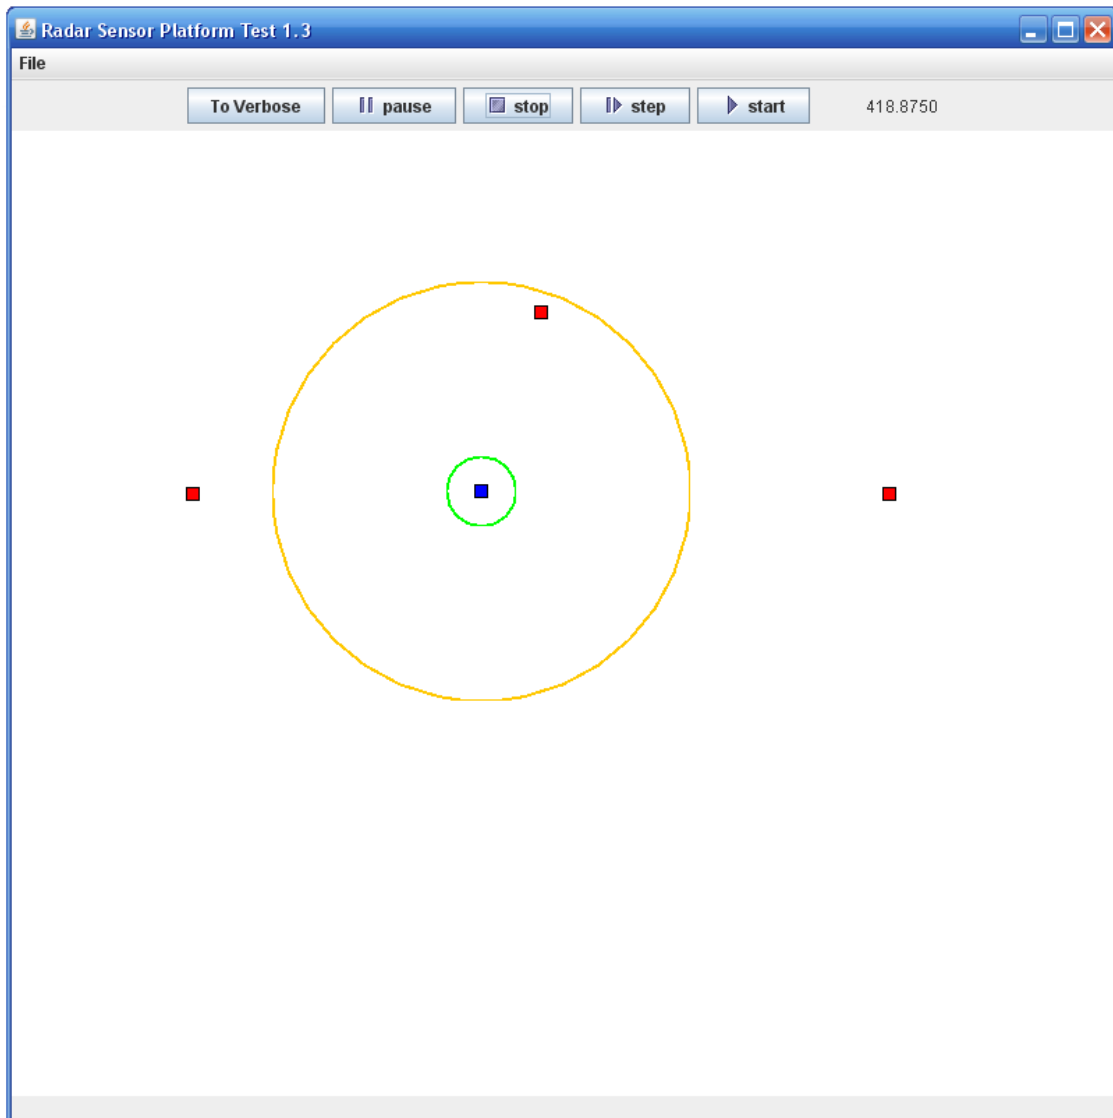 Radar Sensor Platform Test 1.3
File
To Verbose pause stop step start 418.8750